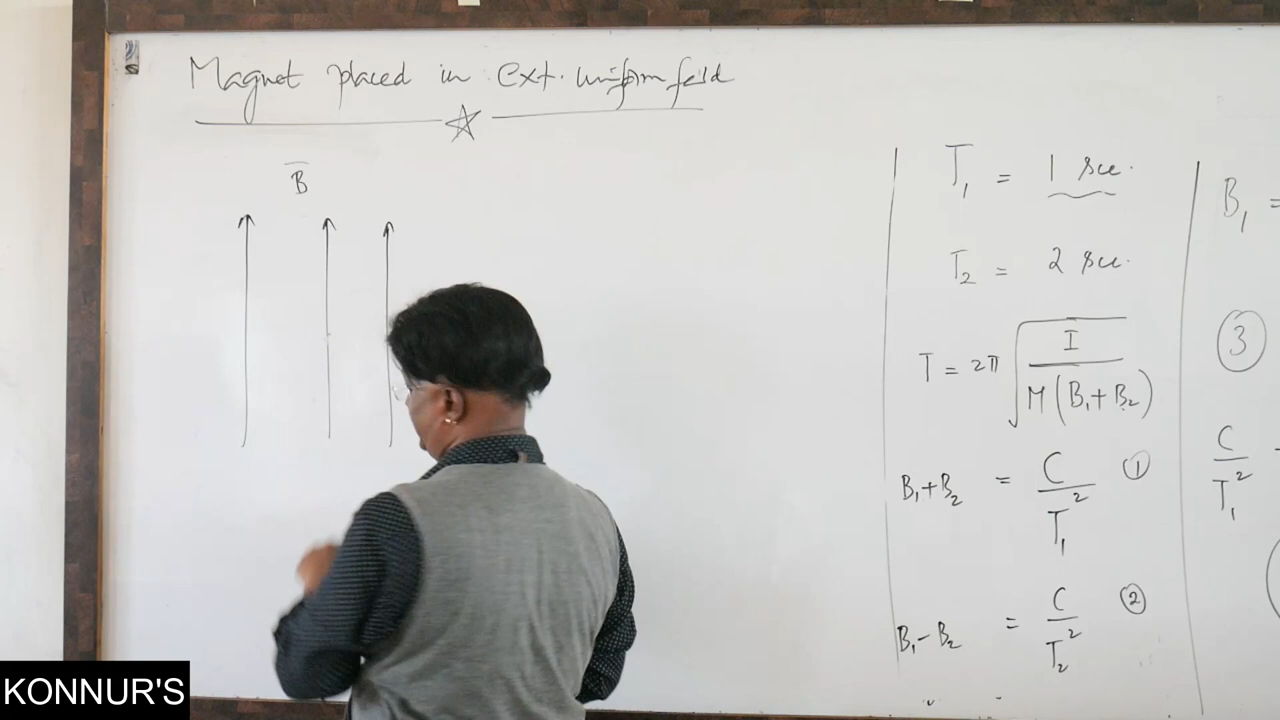 Magnet placed in ext. uniform field
B̅
T₁ = 1 sec.
T₂ = 2 sec.
T = 2π √(I / M(B₁+B₂))
B₁+B₂ = C / T₁² ①
B₁-B₂ = C / T₂² ②
B₁ =
③
C / T₁² -
KONNUR'S